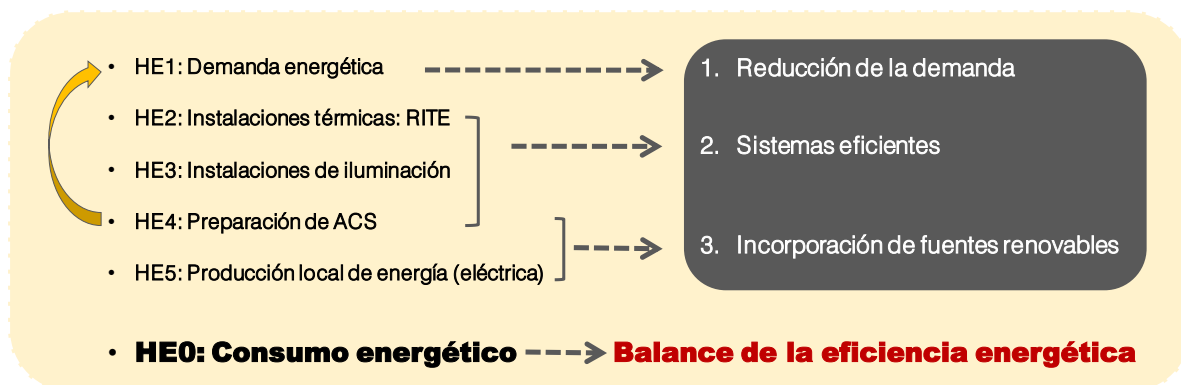 • HE1: Demanda energética
• HE2: Instalaciones térmicas: RITE
• HE3: Instalaciones de iluminación
• HE4: Preparación de ACS
• HE5: Producción local de energía (eléctrica)
1. Reducción de la demanda
2. Sistemas eficientes
3. Incorporación de fuentes renovables
• HE0: Consumo energético
Balance de la eficiencia energética